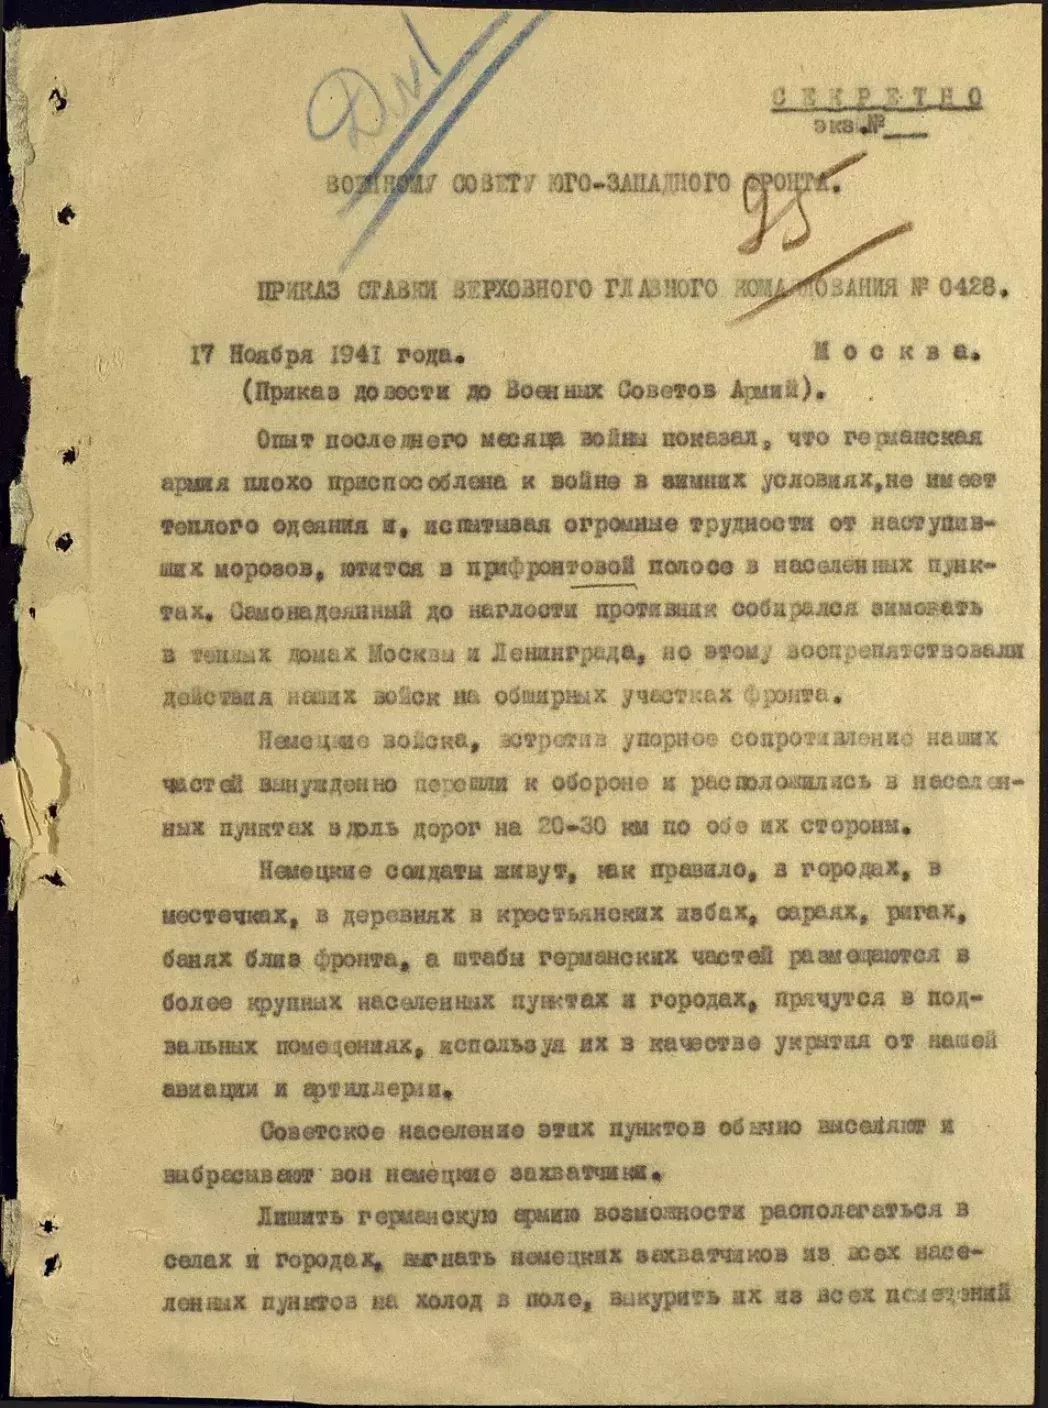 Дм1
СЕКРЕТНО
экз.№___
ВОЕННОМУ СОВЕТУ ЮГО-ЗАПАДНОГО ФРОНТА.
95
ПРИКАЗ СТАВКИ ВЕРХОВНОГО ГЛАВНОГО КОМАНДОВАНИЯ № 0428.
17 Ноября 1941 года. Москва.
(Приказ довести до Военных Советов Армий).
Опыт последнего месяца войны показал, что германская
армия плохо приспособлена к войне в зимних условиях,не имеет
теплого одеяния и, испытывая огромные трудности от наступив-
ших морозов, ютится в прифронтовой полосе в населенных пунк-
тах. Самонадеянный до наглости противник собирался зимовать
в теплых домах Москвы и Ленинграда, но этому воспрепятствовали
действия наших войск на обширных участках фронта.
Немецкие войска, встретив упорное сопротивление наших
частей вынужденно перешли к обороне и расположились в населен-
ных пунктах вдоль дорог на 20-30 км по обе их стороны.
Немецкие солдаты живут, как правило, в городах, в
местечках, в деревнях в крестьянских избах, сараях, ригах,
банях близ фронта, а штабы германских частей размещаются в
более крупных населенных пунктах и городах, прячутся в под-
вальных помещениях, используя их в качестве укрытия от нашей
авиации и артиллерии.
Советское население этих пунктов обычно выселяют и
выбрасывают вон немецкие захватчики.
Лишить германскую армию возможности располагаться в
селах и городах, выгнать немецких захватчиков из всех насе-
ленных пунктов на холод в поле, выкурить их из всех помещений